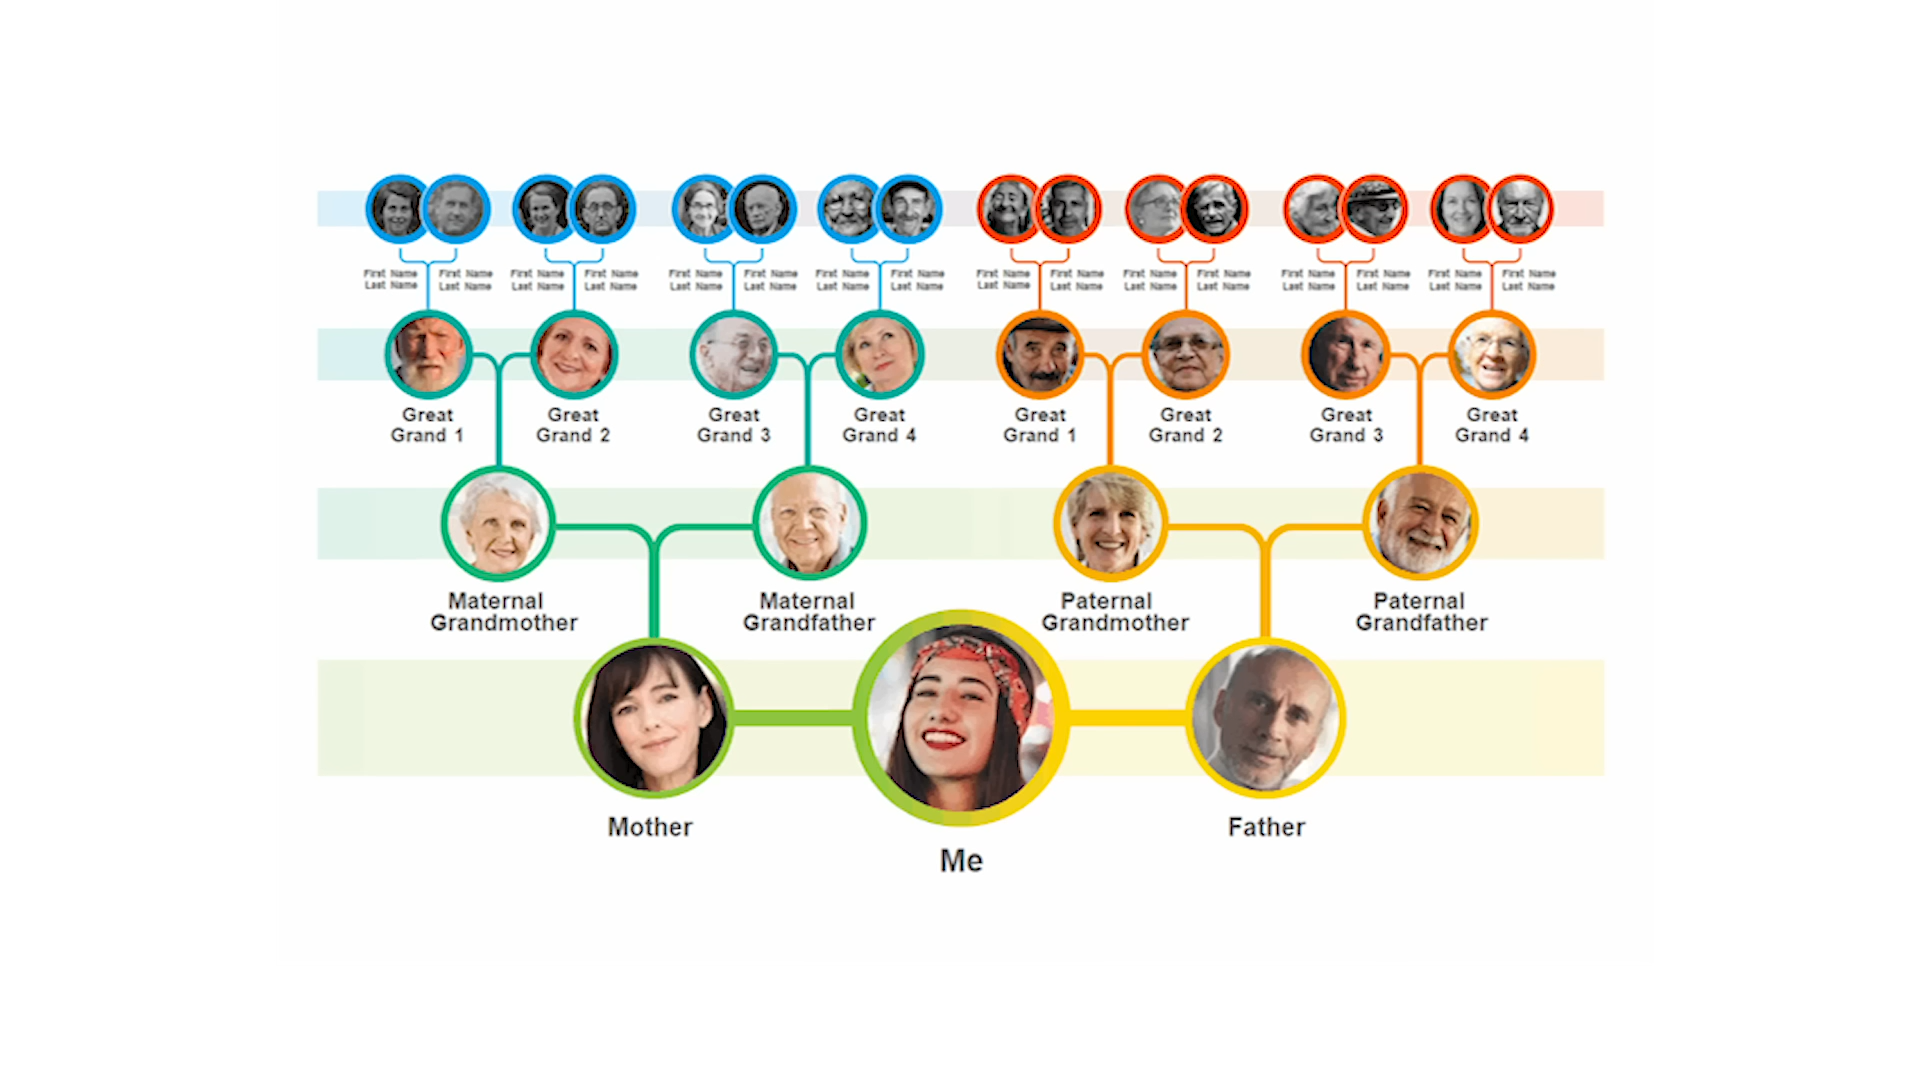 First Name First Name First Name First Name First Name First Name First Name First Name First Name First Name First Name First Name First Name First Name First Name First Name
Last Name Last Name Last Name Last Name Last Name Last Name Last Name Last Name Last Name Last Name Last Name Last Name Last Name Last Name Last Name Last Name
Great Great Great Great Great Great Great Great
Grand 1 Grand 2 Grand 3 Grand 4 Grand 1 Grand 2 Grand 3 Grand 4
Maternal Maternal Paternal Paternal
Grandmother Grandfather Grandmother Grandfather
Mother Father
Me